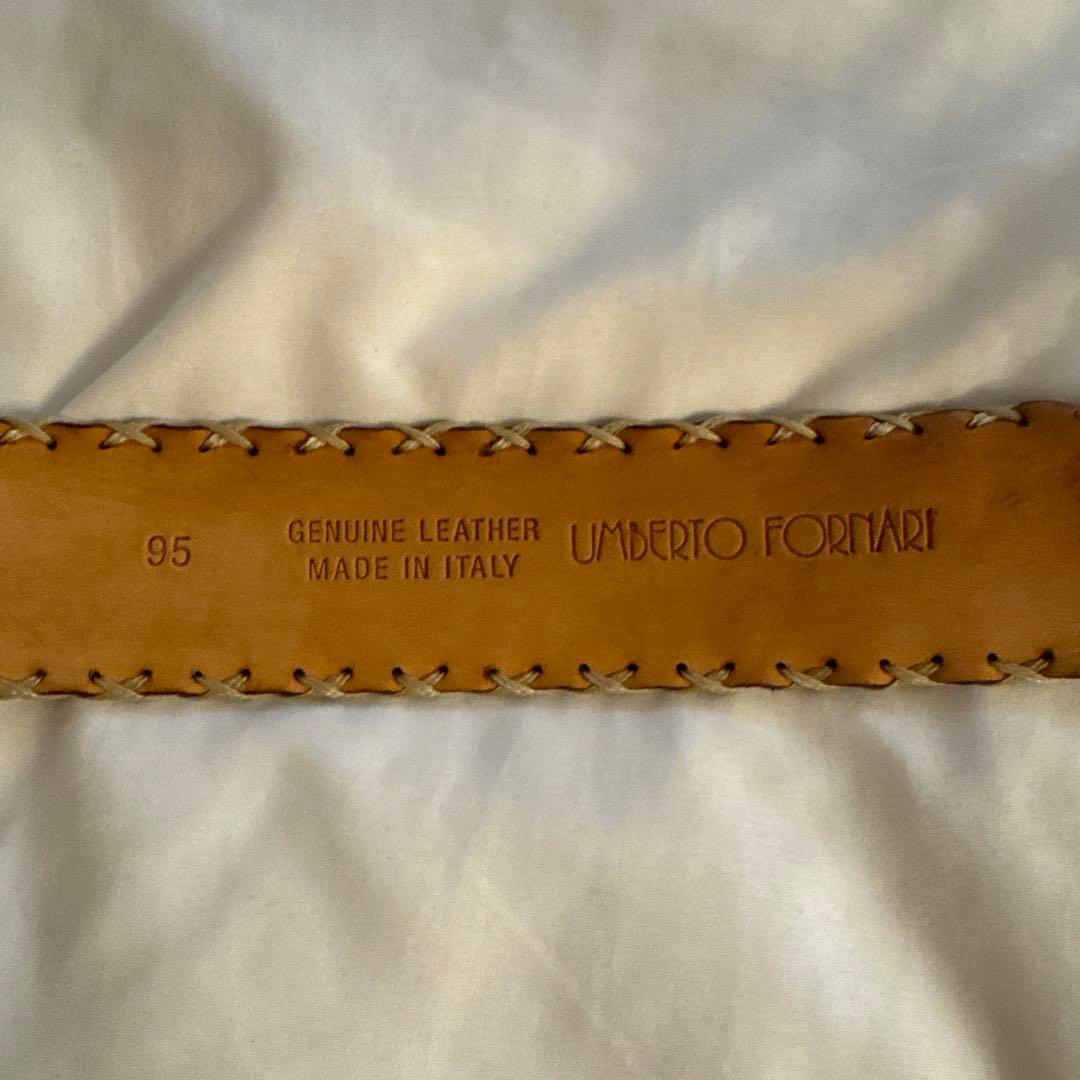 95
GENUINE LEATHER
MADE IN ITALY
UMBERTO FORNARI